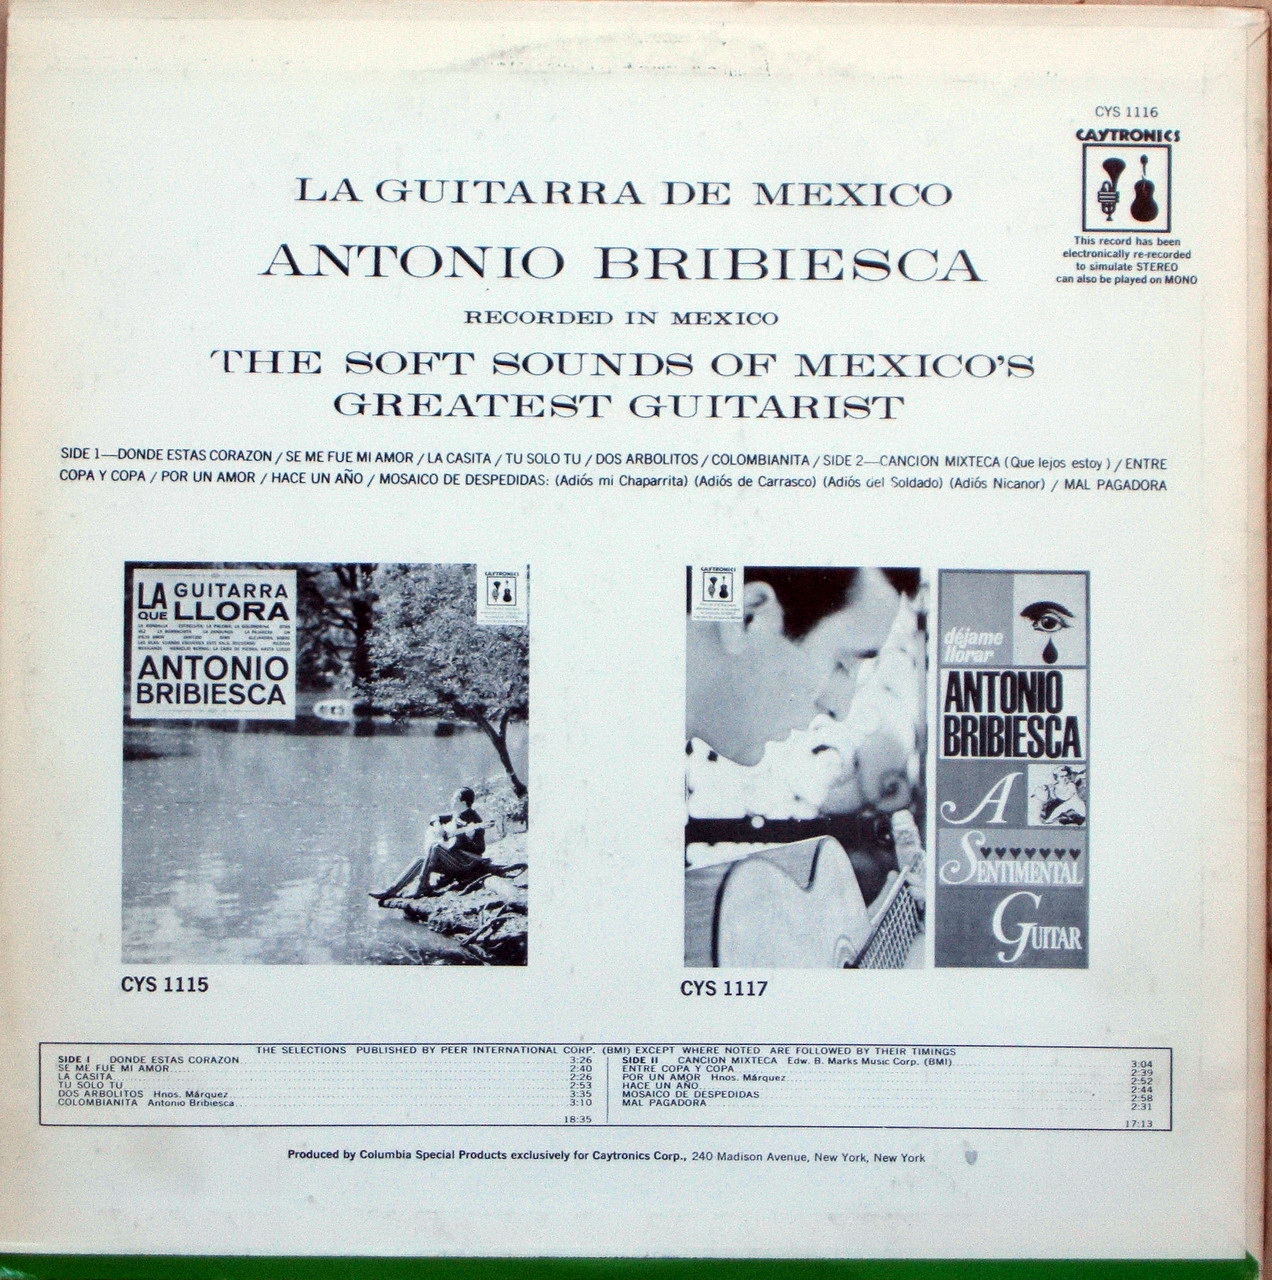 CYS 1116
CAYTRONICS
This record has been
electronically re-recorded
to simulate STEREO
can also be played on MONO
LA GUITARRA DE MEXICO
ANTONIO BRIBIESCA
RECORDED IN MEXICO
THE SOFT SOUNDS OF MEXICO'S
GREATEST GUITARIST
SIDE 1—DONDE ESTAS CORAZON / SE ME FUE MI AMOR / LA CASITA / TU SOLO TU / DOS ARBOLITOS / COLOMBIANITA / SIDE 2—CANCION MIXTECA (Que lejos estoy ) / ENTRE
COPA Y COPA / POR UN AMOR / HACE UN AÑO / MOSAICO DE DESPEDIDAS: (Adiós mi Chaparrita) (Adiós de Carrasco) (Adiós del Soldado) (Adiós Nicanor) / MAL PAGADORA
LA GUITARRA
QUE LLORA
ANTONIO
BRIBIESCA
CAYTRONICS
CYS 1115
CAYTRONICS
déjame
llorar
ANTONIO
BRIBIESCA
A
SENTIMENTAL
GUITAR
CYS 1117
THE SELECTIONS PUBLISHED BY PEER INTERNATIONAL CORP. (BMI) EXCEPT WHERE NOTED ARE FOLLOWED BY THEIR TIMINGS
SIDE I DONDE ESTAS CORAZON 3:26
SE ME FUE MI AMOR 2:40
LA CASITA 2:26
TU SOLO TU 2:53
DOS ARBOLITOS Hnos. Márquez 3:35
COLOMBIANITA Antonio Bribiesca 3:10
18:35
SIDE II CANCION MIXTECA Edw. B. Marks Music Corp. (BMI) 3:04
ENTRE COPA Y COPA 2:39
POR UN AMOR Hnos. Márquez 2:52
HACE UN AÑO 2:44
MOSAICO DE DESPEDIDAS 2:58
MAL PAGADORA 2:31
17:13
Produced by Columbia Special Products exclusively for Caytronics Corp., 240 Madison Avenue, New York, New York